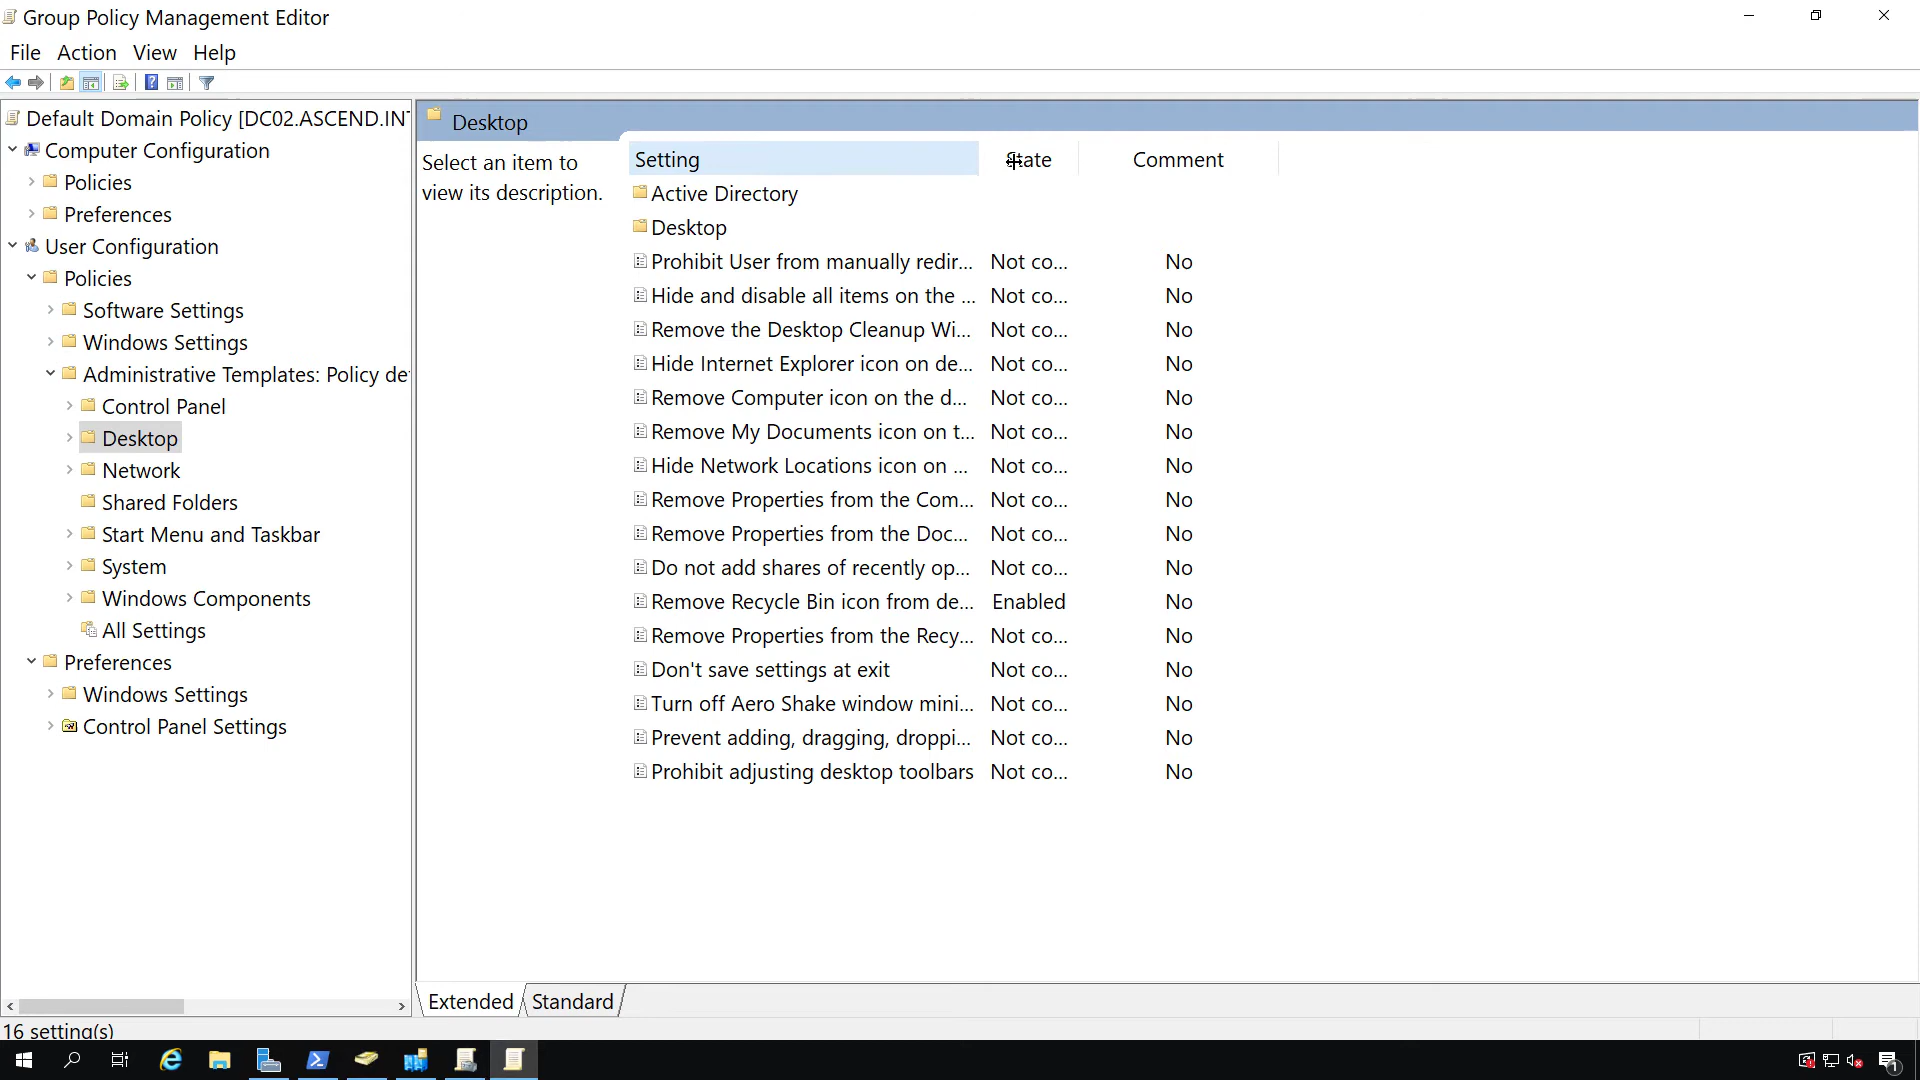 Group Policy Management Editor
File Action View Help
Default Domain Policy [DC02.ASCEND.INT
Computer Configuration
Policies
Preferences
User Configuration
Policies
Software Settings
Windows Settings
Administrative Templates: Policy de
Control Panel
Desktop
Network
Shared Folders
Start Menu and Taskbar
System
Windows Components
All Settings
Preferences
Windows Settings
Control Panel Settings
Desktop
Select an item to
view its description.
Setting State Comment
Active Directory
Desktop
Prohibit User from manually redir... Not co... No
Hide and disable all items on the ... Not co... No
Remove the Desktop Cleanup Wi... Not co... No
Hide Internet Explorer icon on de... Not co... No
Remove Computer icon on the d... Not co... No
Remove My Documents icon on t... Not co... No
Hide Network Locations icon on ... Not co... No
Remove Properties from the Com... Not co... No
Remove Properties from the Doc... Not co... No
Do not add shares of recently op... Not co... No
Remove Recycle Bin icon from de... Enabled No
Remove Properties from the Recy... Not co... No
Don't save settings at exit Not co... No
Turn off Aero Shake window mini... Not co... No
Prevent adding, dragging, droppi... Not co... No
Prohibit adjusting desktop toolbars Not co... No
Extended Standard
16 setting(s)
1